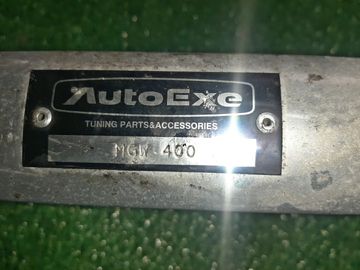 AutoExe
TUNING PARTS&ACCESSORIES
MGW 400